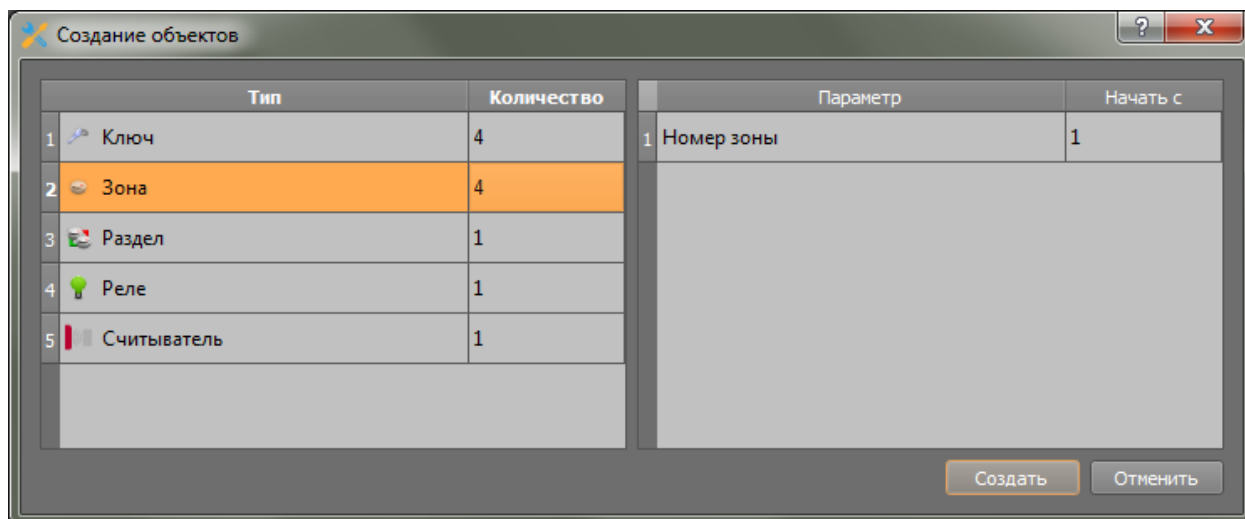 Создание объектов
Тип Количество Параметр Начать с
1 Ключ 4 1 Номер зоны 1
2 Зона 4
3 Раздел 1
4 Реле 1
5 Считыватель 1
Создать Отменить